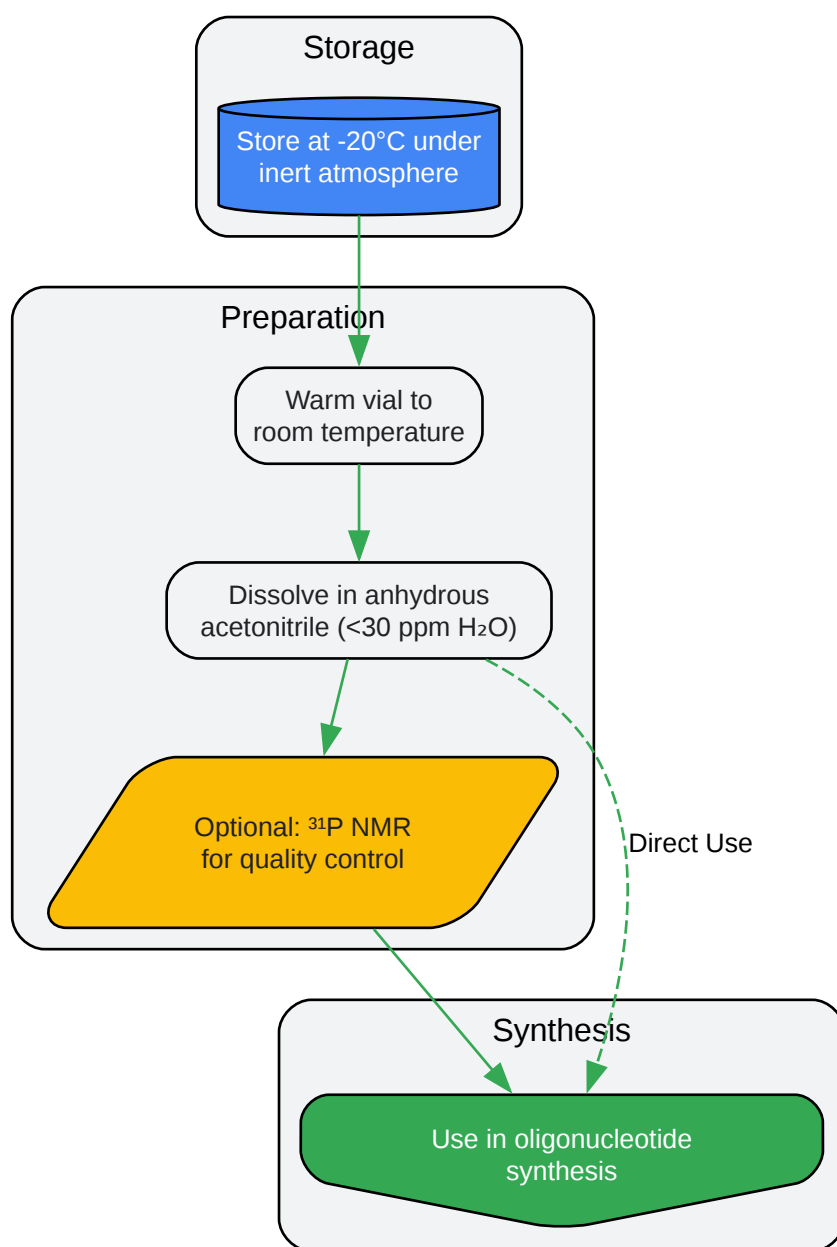 Storage
Store at -20°C under
inert atmosphere
Preparation
Warm vial to
room temperature
Dissolve in anhydrous
acetonitrile (<30 ppm H₂O)
Optional: ³¹P NMR
for quality control
Direct Use
Synthesis
Use in oligonucleotide
synthesis